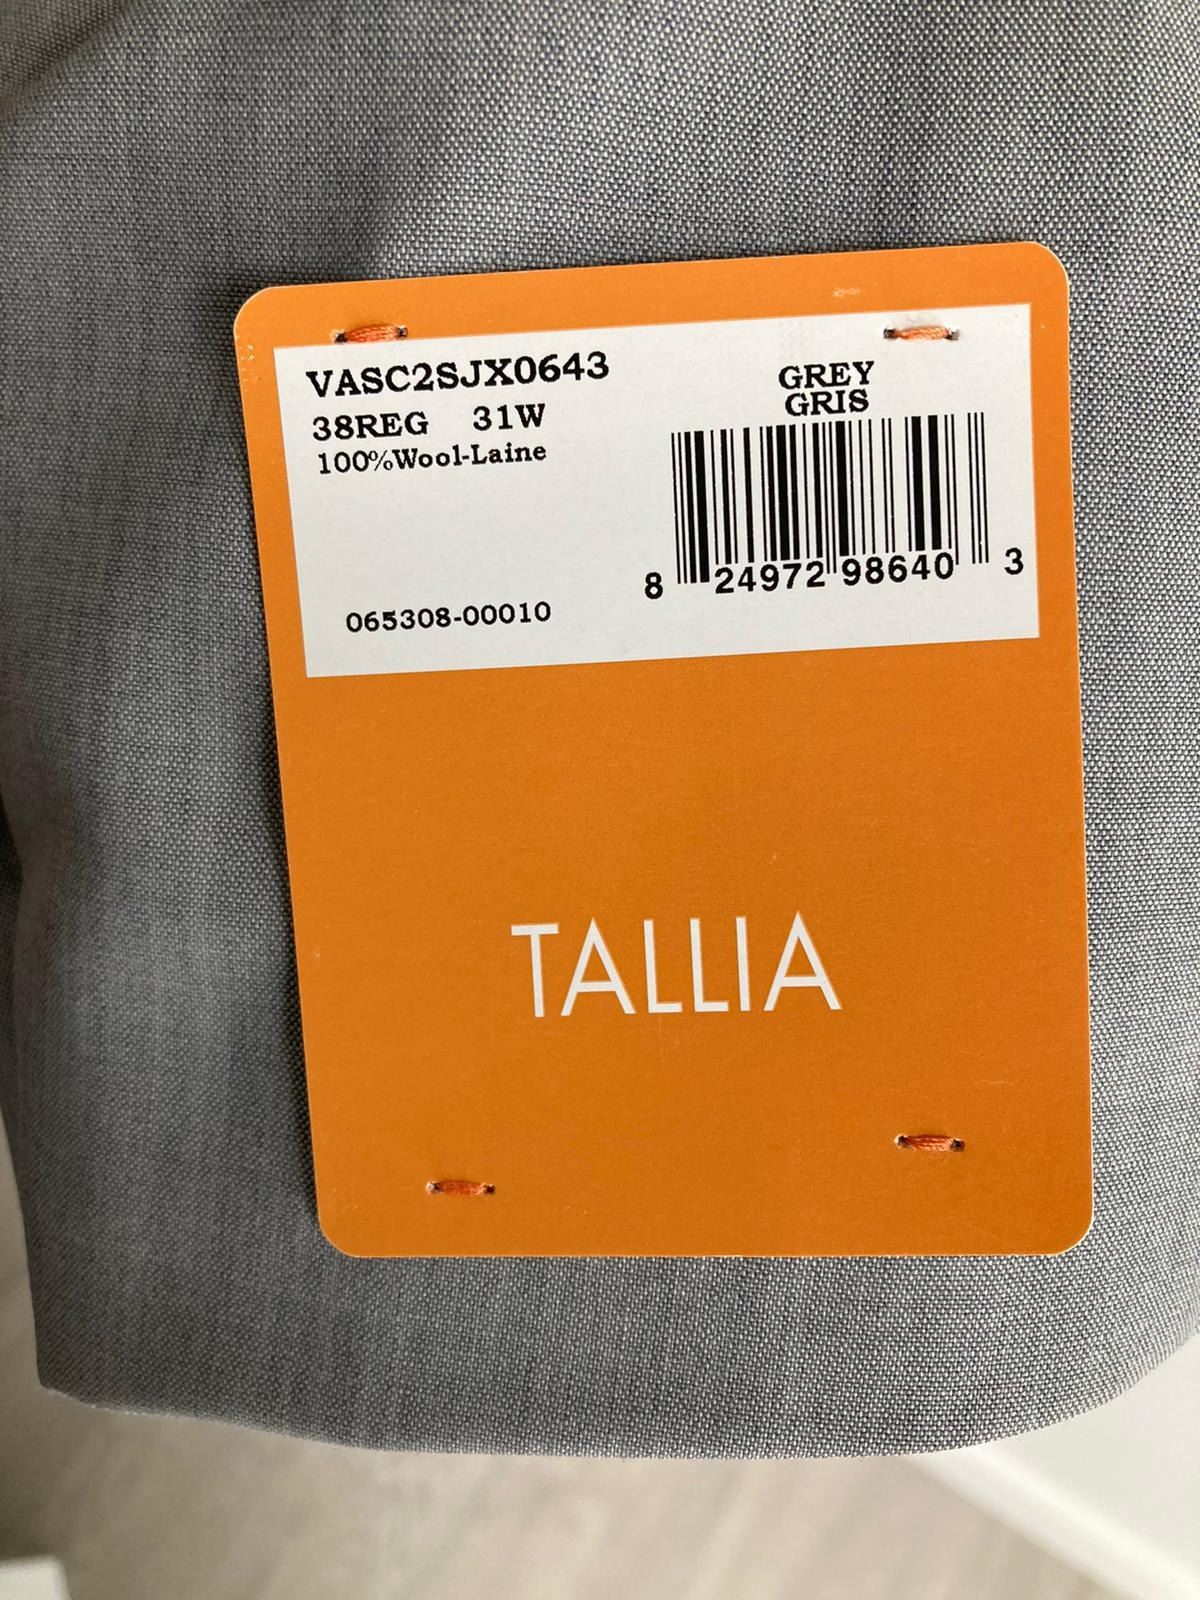 VASC2SJX0643
38REG 31W
100%Wool-Laine
GREY
GRIS
8 24972 98640 3
065308-00010
TALLIA